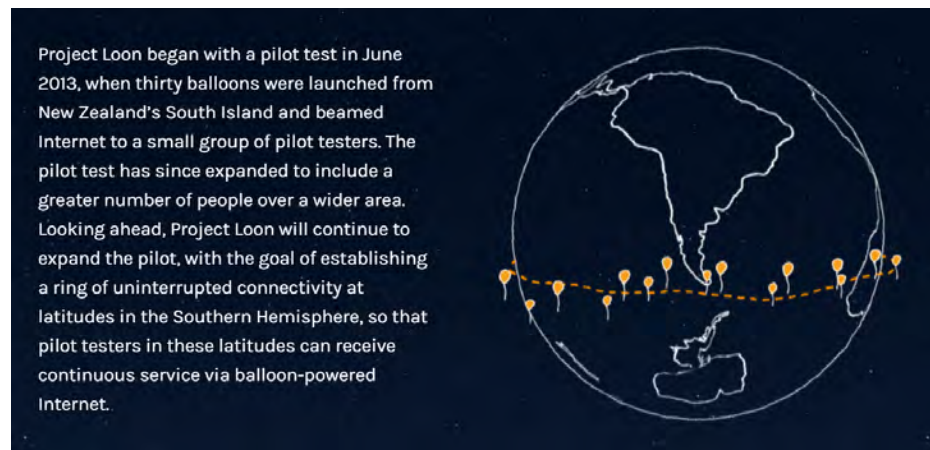 Project Loon began with a pilot test in June
2013, when thirty balloons were launched from
New Zealand's South Island and beamed
Internet to a small group of pilot testers. The
pilot test has since expanded to include a
greater number of people over a wider area.
Looking ahead, Project Loon will continue to
expand the pilot, with the goal of establishing
a ring of uninterrupted connectivity at
latitudes in the Southern Hemisphere, so that
pilot testers in these latitudes can receive
continuous service via balloon-powered
Internet.